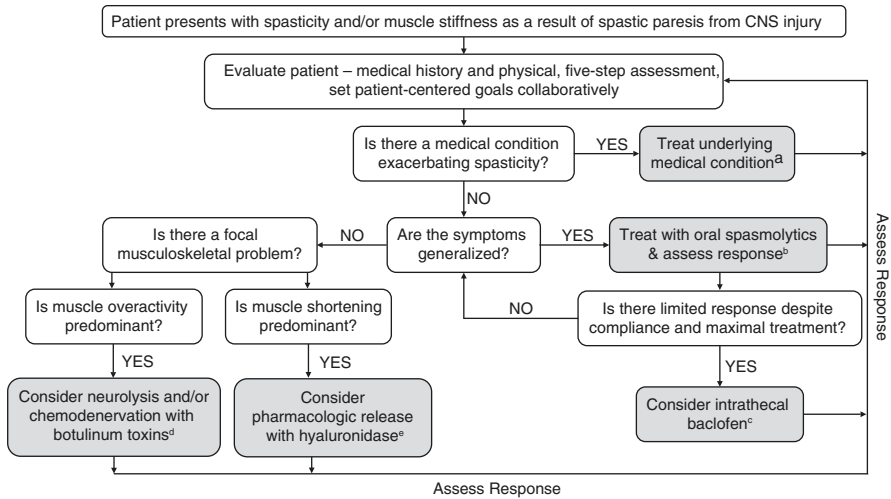 Patient presents with spasticity and/or muscle stiffness as a result of spastic paresis from CNS injury
Evaluate patient – medical history and physical, five-step assessment,
set patient-centered goals collaboratively
Is there a medical condition
exacerbating spasticity?
YES
Treat underlying
medical conditionᵃ
NO
Is there a focal
musculoskeletal problem?
NO
Are the symptoms
generalized?
YES
Treat with oral spasmolytics
& assess responseᵇ
Assess Response
Is muscle overactivity
predominant?
Is muscle shortening
predominant?
NO
Is there limited response despite
compliance and maximal treatment?
YES
YES
YES
Consider neurolysis and/or
chemodenervation with
botulinum toxinsᵈ
Consider
pharmacologic release
with hyaluronidaseᵉ
Consider intrathecal
baclofenᶜ
Assess Response